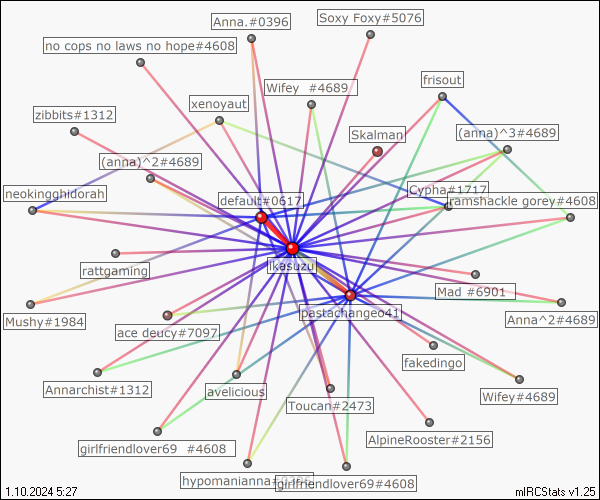 Anna.#0396
Soxy Foxy#5076
no cops no laws no hope#4608
frisout
Wifey #4689
xenoyaut
zibbits#1312
Skalman
(anna)^3#4689
(anna)^2#4689
neokingghidorah
default#0617
Cypha#1717
ramshackle gorey#4608
ikasuzu
rattgaming
Mad #6901
pastachangeo41
Mushy#1984
Anna^2#4689
ace deucy#7097
fakedingo
Annarchist#1312
avelicious
Wifey#4689
Toucan#2473
girlfriendlover69 #4608
AlpineRooster#2156
hypomanianna
girlfriendlover69#4608
1.10.2024 5:27
mIRCStats v1.25